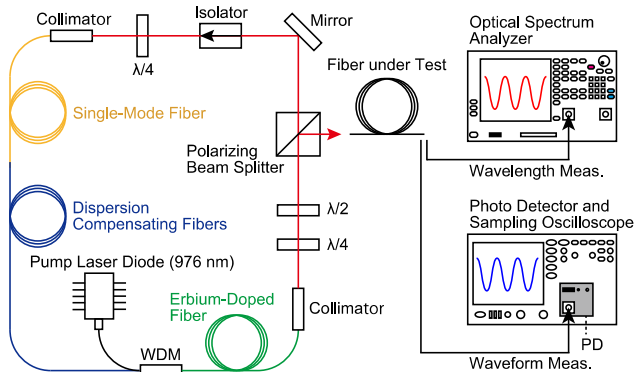 Collimator
Isolator
Mirror
λ/4
Single-Mode Fiber
Fiber under Test
Optical Spectrum
Analyzer
Polarizing
Beam Splitter
Wavelength Meas.
Dispersion
Compensating Fibers
λ/2
λ/4
Photo Detector and
Sampling Oscilloscope
Pump Laser Diode (976 nm)
Erbium-Doped
Fiber
Collimator
WDM
PD
Waveform Meas.